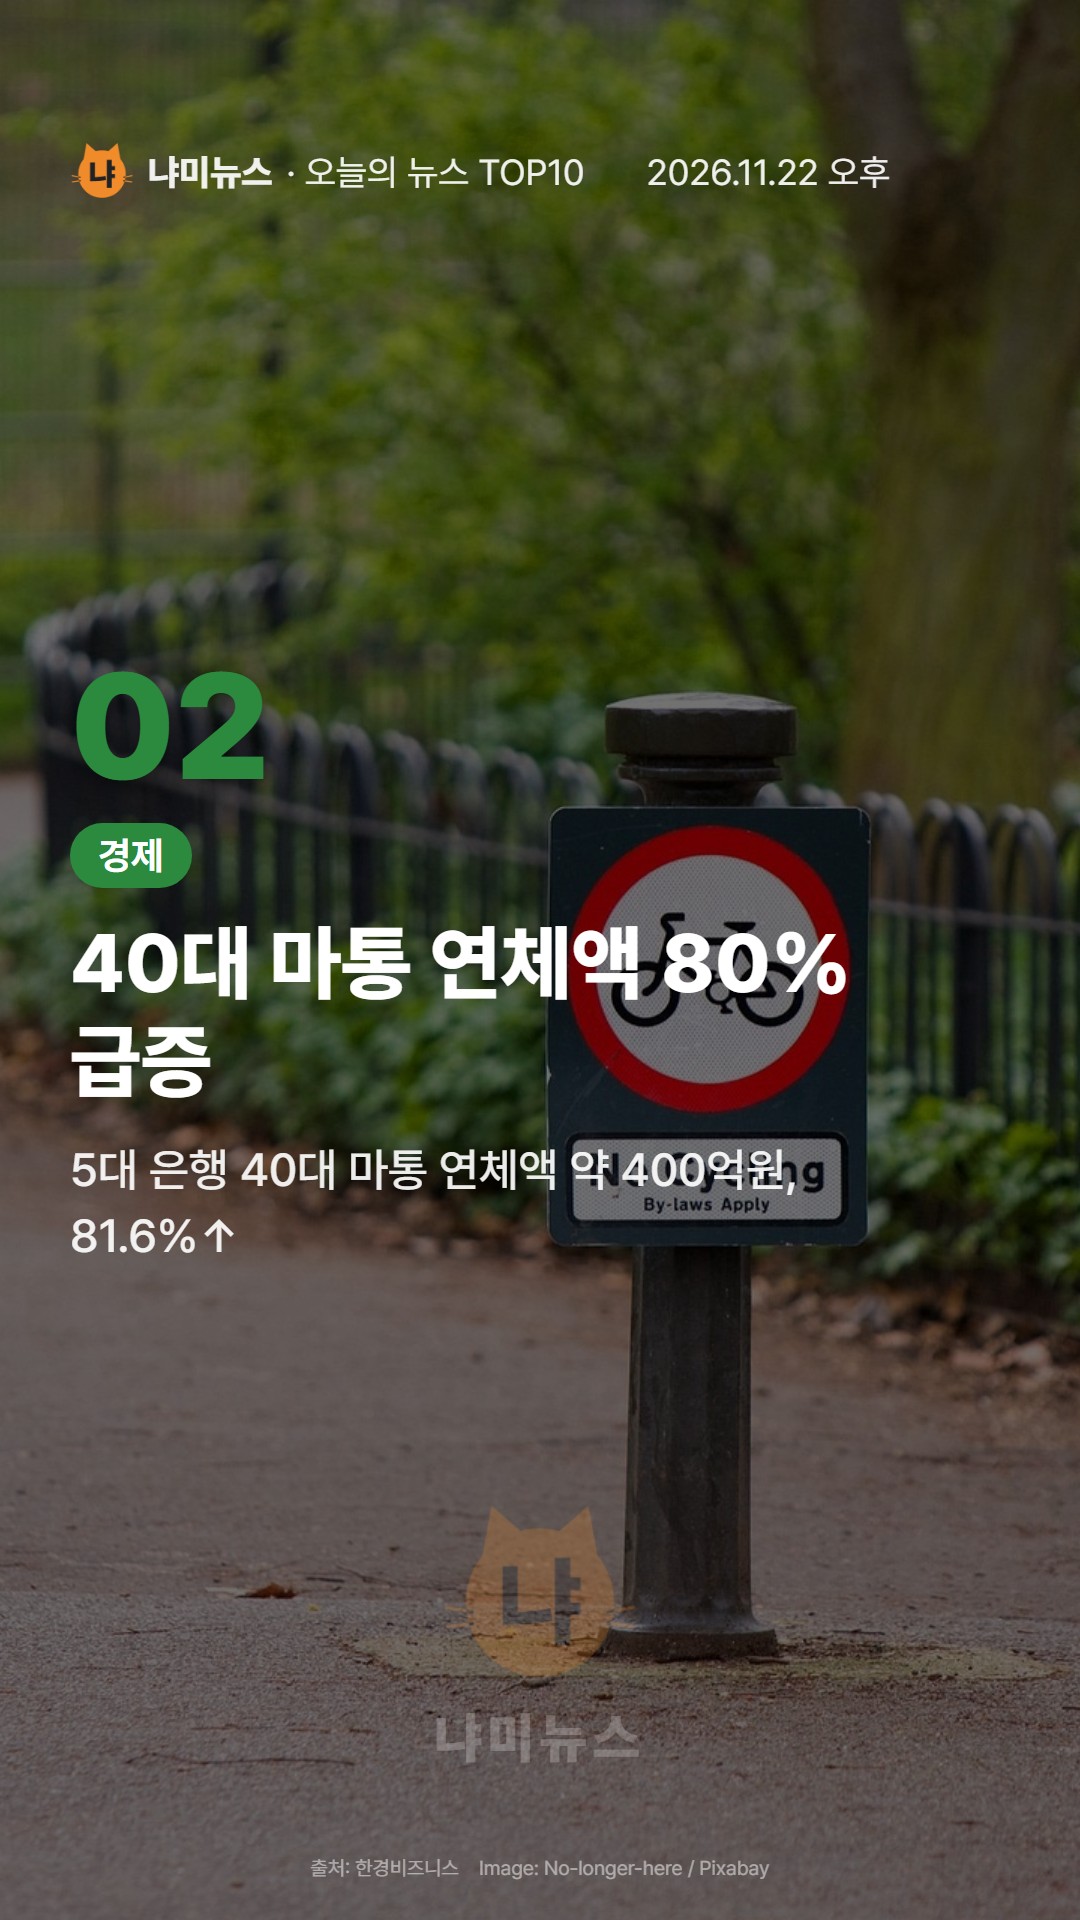 냐 냐미뉴스 · 오늘의 뉴스 TOP10 2026.11.22 오후
02
경제
40대 마통 연체액 80%
급증
5대 은행 40대 마통 연체액 약 400억원,
81.6%↑
No Cycling
By-laws Apply
냐
냐미뉴스
출처: 한경비즈니스 Image: No-longer-here / Pixabay